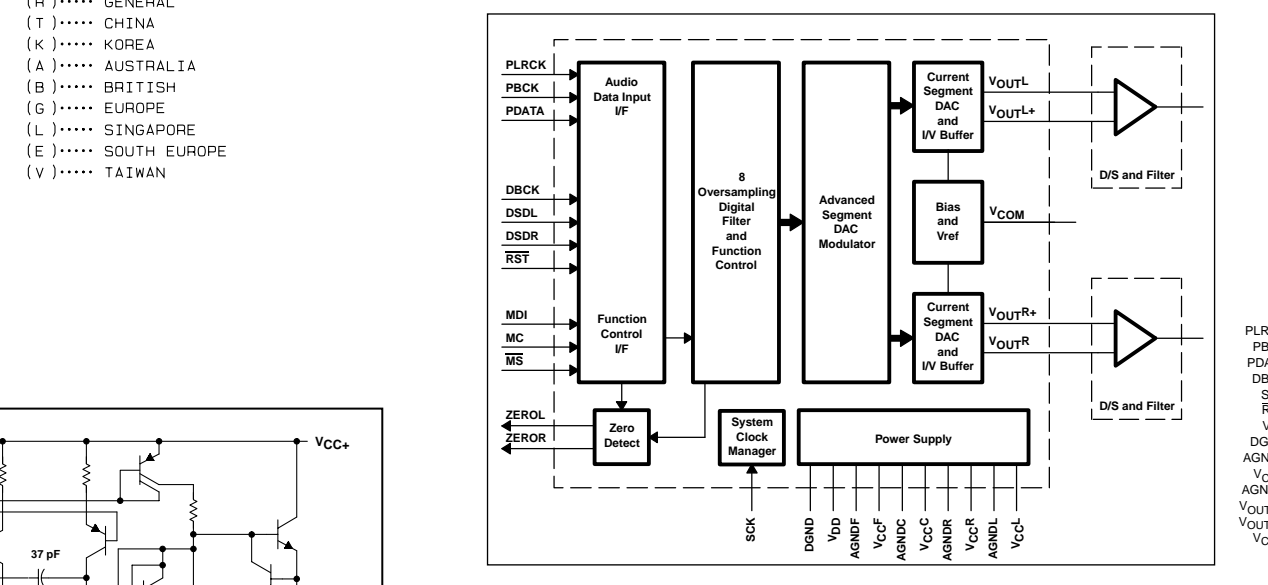 (R)····· GENERAL
(T)····· CHINA
(K)····· KOREA
(A)····· AUSTRALIA
(B)····· BRITISH
(G)····· EUROPE
(L)····· SINGAPORE
(E)····· SOUTH EUROPE
(V)····· TAIWAN
PLRCK
PBCK
PDATA
DBCK
DSDL
DSDR
RST
MDI
MC
MS
ZEROL
ZEROR
Audio
Data Input
I/F
Function
Control
I/F
8
Oversampling
Digital
Filter
and
Function
Control
Advanced
Segment
DAC
Modulator
Current
Segment
DAC
and
I/V Buffer
VOUTL
VOUTL+
D/S and Filter
Bias
and
Vref
VCOM
Current
Segment
DAC
and
I/V Buffer
VOUTR+
VOUTR
D/S and Filter
Zero
Detect
System
Clock
Manager
Power Supply
SCK
DGND
VDD
AGNDF
VCCF
AGNDC
VCCC
AGNDR
VCCR
AGNDL
VCCL
VCC+
37 pF